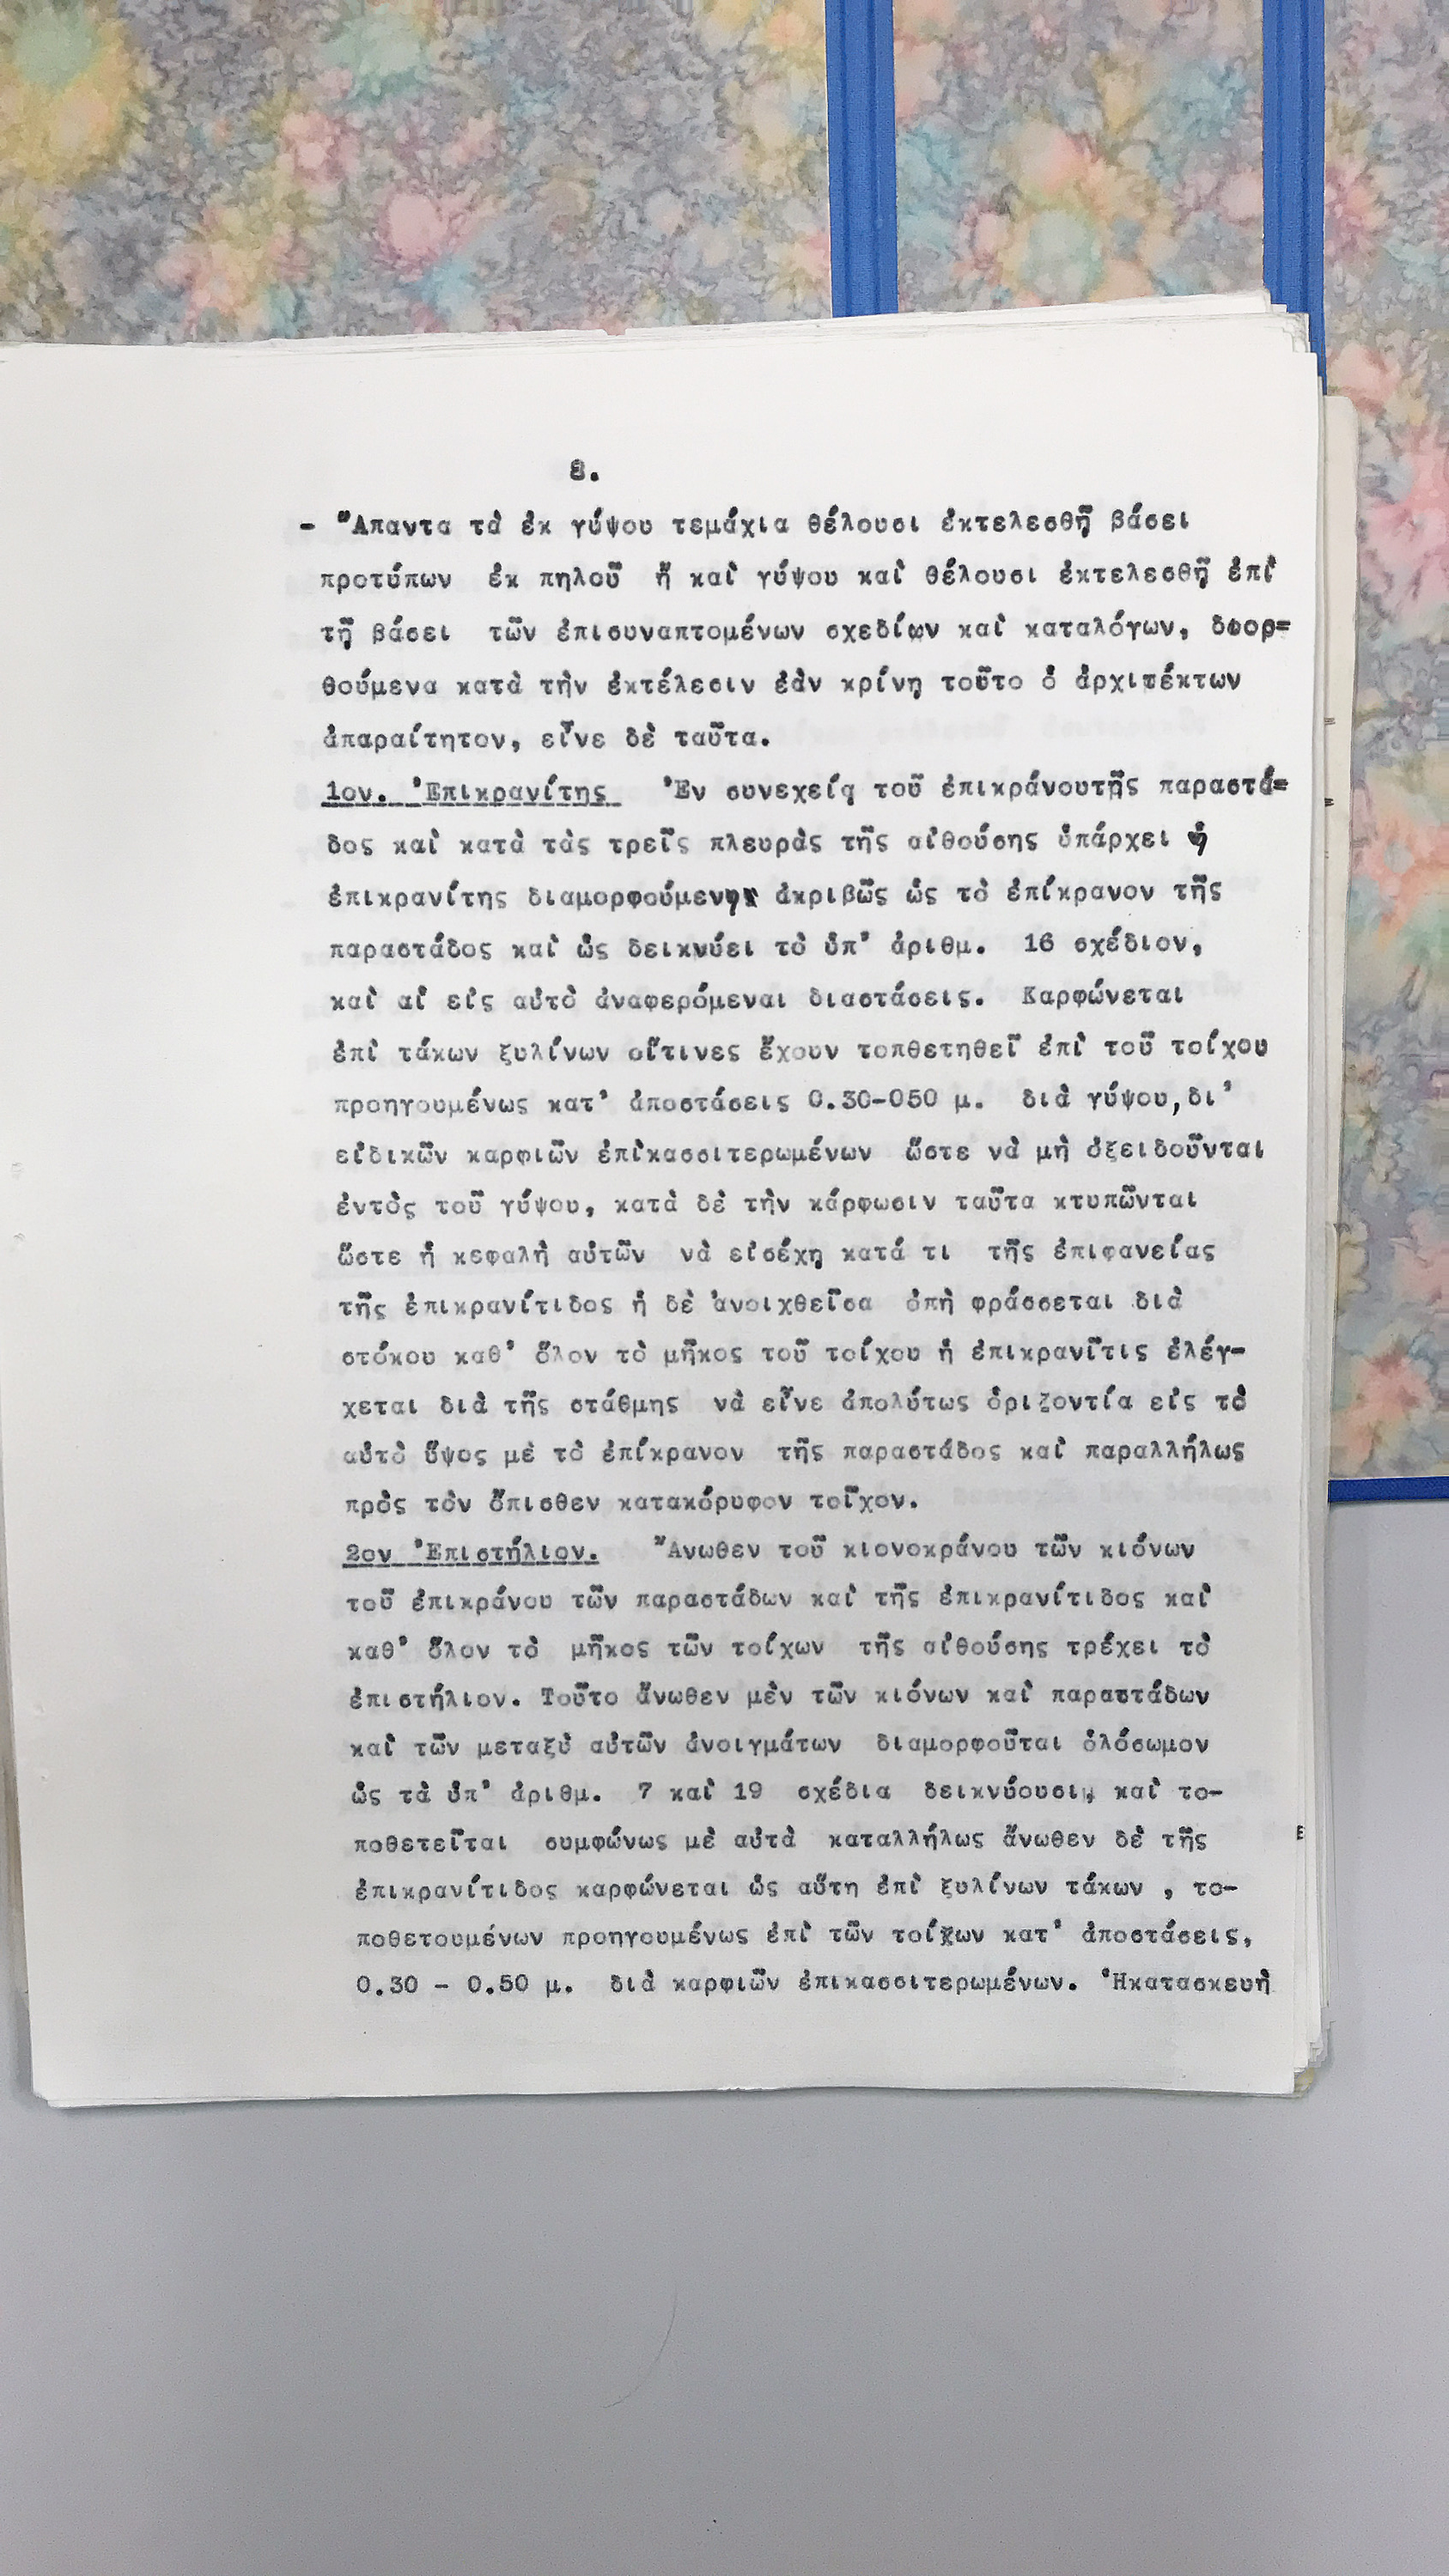 8.
- Ἅπαντα τὰ ἐκ γύψου τεμάχια θέλουσι ἐκτελεσθῇ βάσει
προτύπων ἐκ πηλοῦ ἤ καὶ γύψου καὶ θέλουσι ἐκτελεσθῇ ἐπὶ
τῇ βάσει τῶν ἐπισυναπτομένων σχεδίων καὶ καταλόγων, δφορ=
θούμενα κατὰ τὴν ἐκτέλεσιν ἐὰν κρίνῃ τοῦτο ὁ ἀρχιτέκτων
ἀπαραίτητον, εἶνε δὲ ταῦτα.
1ον. Ἐπικρανίτης Ἐν συνεχείᾳ τοῦ ἐπικράνουτῆς παραστά=
δος καὶ κατὰ τὰς τρεῖς πλευρὰς τῆς αἰθούσης ὑπάρχει ἡ
ἐπικρανίτης διαμορφούμενη ἀκριβῶς ὡς τὸ ἐπίκρανον τῆς
παραστάδος καὶ ὡς δεικνύει τὸ ὑπ' ἀριθμ. 16 σχέδιον,
καὶ αἱ εἰς αὐτὸ ἀναφερόμεναι διαστάσεις. Καρφώνεται
ἐπὶ τάκων ξυλίνων οἵτινες ἔχουν τοπθετηθεῖ ἐπὶ τοῦ τοίχου
προηγουμένως κατ' ἀποστάσεις 0.30-050 μ. διὰ γύψου, δι'
εἰδικῶν καρφιῶν ἐπικασσιτερωμένων ὥστε νὰ μὴ ὀξειδοῦνται
ἐντὸς τοῦ γύψου, κατὰ δὲ τὴν κάρφωσιν ταῦτα κτυπῶνται
ὥστε ἡ κεφαλὴ αὐτῶν νὰ εἰσέχῃ κατά τι τῆς ἐπιφανείας
τῆς ἐπικρανίτιδος ἡ δὲ ἀνοιχθεῖσα ὀπὴ φράσσεται διὰ
στόκου καθ' ὅλον τὸ μῆκος τοῦ τοίχου ἡ ἐπικρανῖτις ἐλέγ-
χεται διὰ τῆς στάθμης νὰ εἶνε ἀπολύτως ὁριζοντία εἰς τὸ
αὐτὸ ὕψος μὲ τὸ ἐπίκρανον τῆς παραστάδος καὶ παραλλήλως
πρὸς τὸν ὄπισθεν κατακόρυφον τοῖχον.
2ον Ἐπιστήλιον. Ἄνωθεν τοῦ κιονοκράνου τῶν κιόνων
τοῦ ἐπικράνου τῶν παραστάδων καὶ τῆς ἐπικρανίτιδος καὶ
καθ' ὅλον τὸ μῆκος τῶν τοίχων τῆς αἰθούσης τρέχει τὸ
ἐπιστήλιον. Τοῦτο ἄνωθεν μὲν τῶν κιόνων καὶ παραστάδων
καὶ τῶν μεταξὺ αὐτῶν ἀνοιγμάτων διαμορφοῦται ὁλόσωμον
ὡς τὰ ὑπ' ἀριθμ. 7 καὶ 19 σχέδια δεικνύουσι, καὶ το-
ποθετεῖται συμφώνως μὲ αὐτὰ καταλλήλως ἄνωθεν δὲ τῆς
ἐπικρανίτιδος καρφώνεται ὡς αὕτη ἐπὶ ξυλίνων τάκων , το-
ποθετουμένων προηγουμένως ἐπὶ τῶν τοίχων κατ' ἀποστάσεις,
0.30 - 0.50 μ. διὰ καρφιῶν ἐπικασσιτερωμένων. Ἡκατασκευὴ